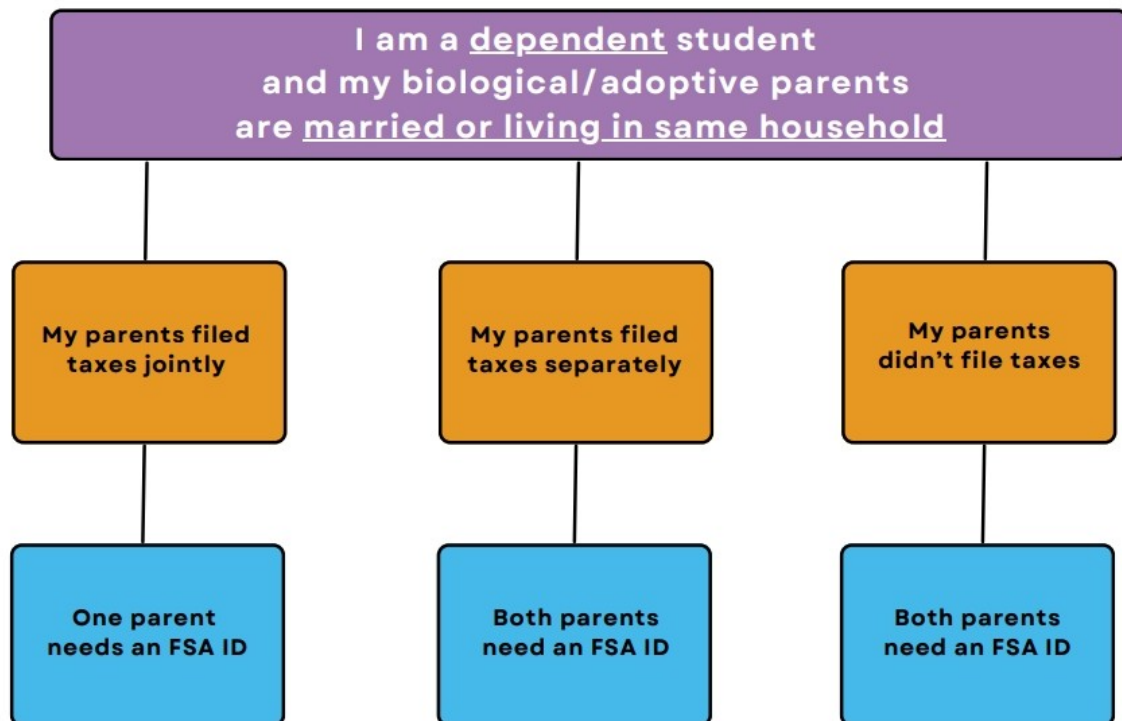 I am a dependent student
and my biological/adoptive parents
are married or living in same household
My parents filed
taxes jointly
My parents filed
taxes separately
My parents
didn't file taxes
One parent
needs an FSA ID
Both parents
need an FSA ID
Both parents
need an FSA ID